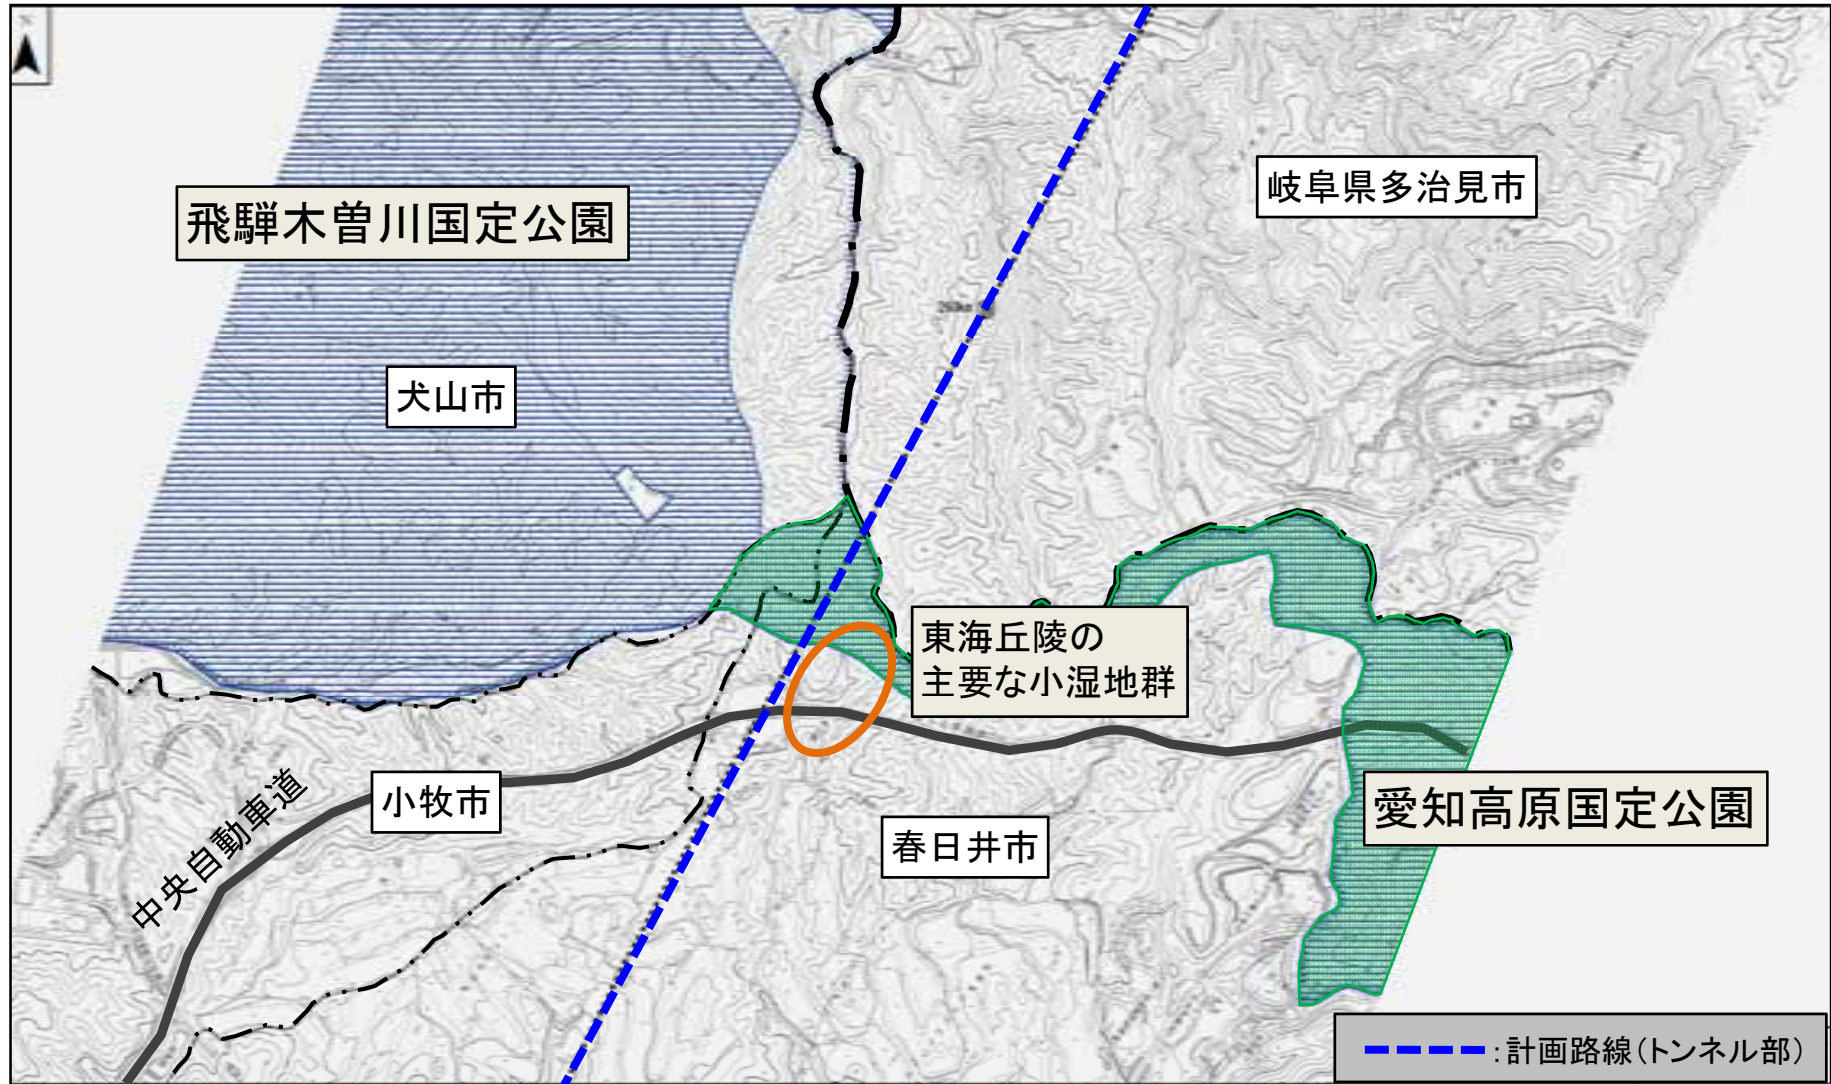 飛騨木曽川国定公園
岐阜県多治見市
犬山市
東海丘陵の
主要な小湿地群
愛知高原国定公園
小牧市
春日井市
中央自動車道
:計画路線(トンネル部)